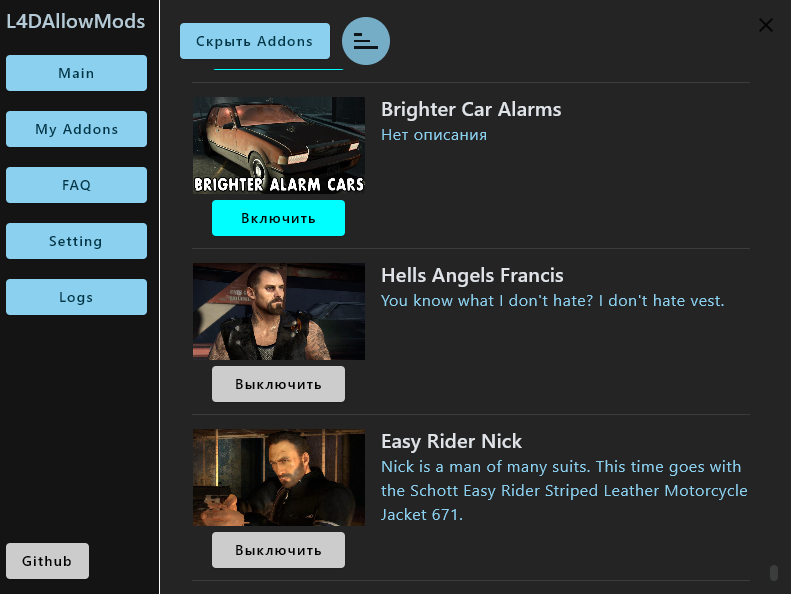 L4DAllowMods
Main
My Addons
FAQ
Setting
Logs
Github
Скрыть Addons
BRIGHTER ALARM CARS
Brighter Car Alarms
Нет описания
Включить
Hells Angels Francis
You know what I don't hate? I don't hate vest.
Выключить
Easy Rider Nick
Nick is a man of many suits. This time goes with
the Schott Easy Rider Striped Leather Motorcycle
Jacket 671.
Выключить